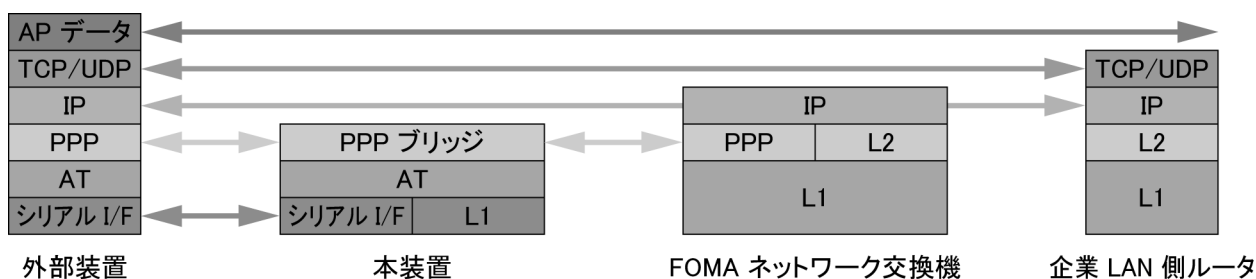 AP データ
TCP/UDP
TCP/UDP
IP
IP
IP
PPP
PPP ブリッジ
PPP
L2
L2
AT
AT
L1
L1
シリアル I/F
シリアル I/F
L1
外部装置
本装置
FOMA ネットワーク交換機
企業 LAN 側ルータ